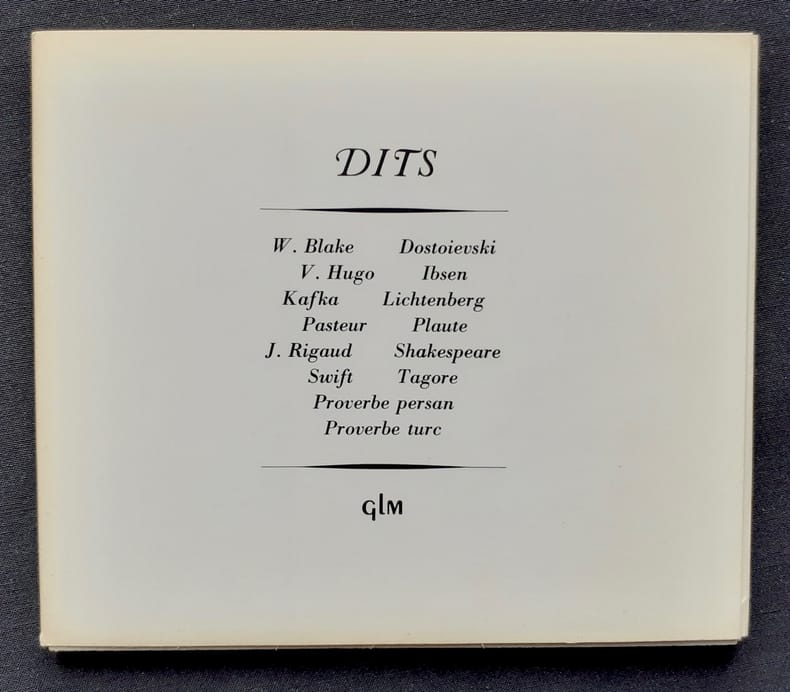 DITS
W. Blake Dostoievski
V. Hugo Ibsen
Kafka Lichtenberg
Pasteur Plaute
J. Rigaud Shakespeare
Swift Tagore
Proverbe persan
Proverbe turc
GLM